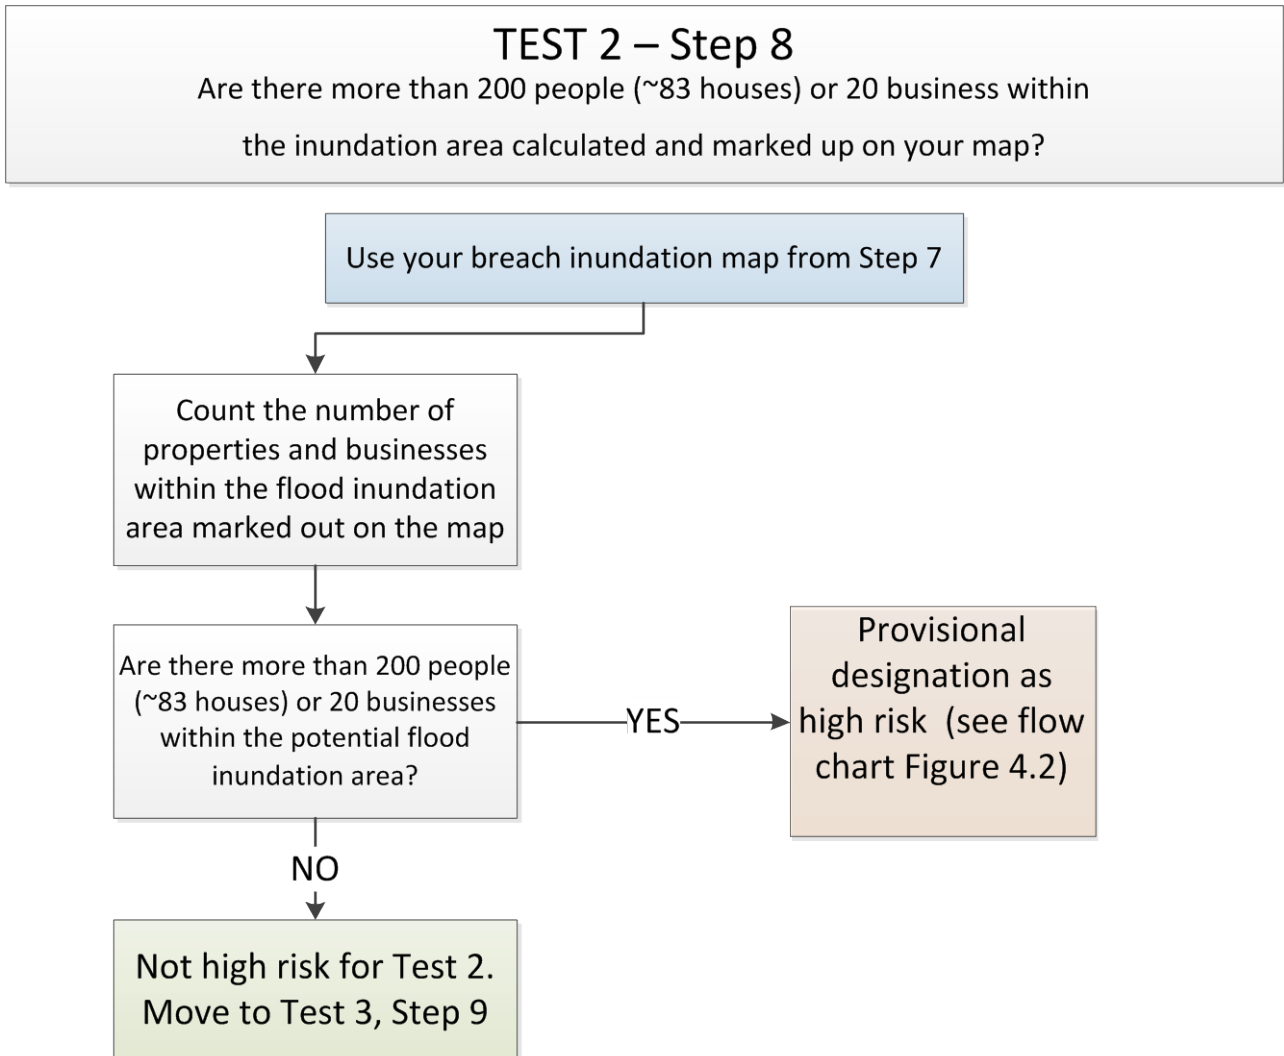 TEST 2 – Step 8
Are there more than 200 people (~83 houses) or 20 business within
the inundation area calculated and marked up on your map?
Use your breach inundation map from Step 7
Count the number of
properties and businesses
within the flood inundation
area marked out on the map
Are there more than 200 people
(~83 houses) or 20 businesses
within the potential flood
inundation area?
YES
Provisional
designation as
high risk  (see flow
chart Figure 4.2)
NO
Not high risk for Test 2.
Move to Test 3, Step 9